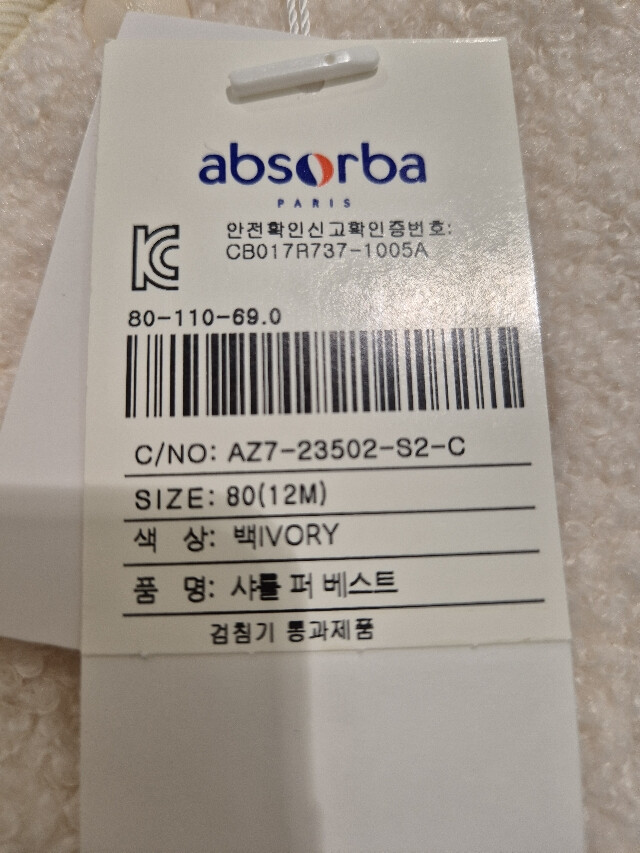 absorba
PARIS
안전확인신고확인증번호:
CB017R737-1005A
80-110-69.0
C/NO: AZ7-23502-S2-C
SIZE: 80(12M)
색 상: 백IVORY
품 명: 샤틀 퍼 베스트
검침기 통과제품